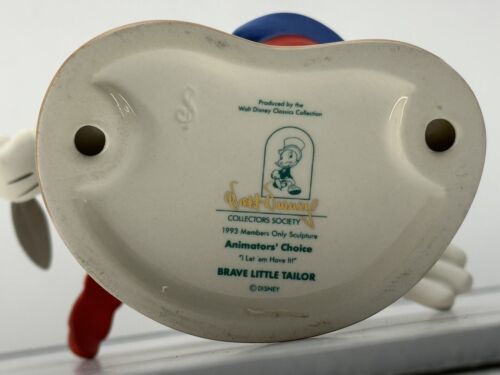 Produced by the
Walt Disney Classics Collection
Walt Disney
COLLECTORS SOCIETY
1993 Members Only Sculpture
Animators' Choice
"I Let 'em Have It!"
BRAVE LITTLE TAILOR
© DISNEY